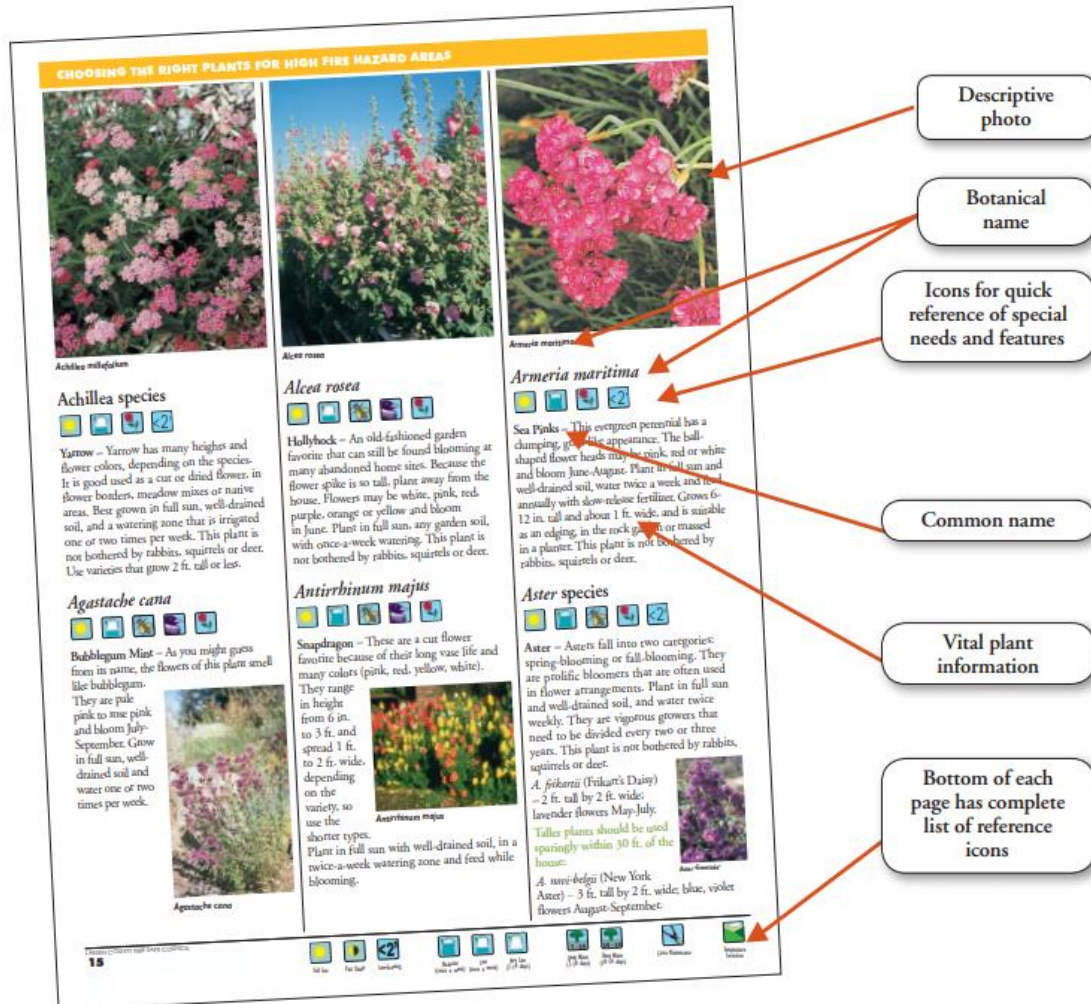 CHOOSING THE RIGHT PLANTS FOR HIGH FIRE HAZARD AREAS
Achillea millefolium
Achillea species
<2'
Yarrow – Yarrow has many heights and
flower colors, depending on the species.
It is good used as a cut or dried flower, in
flower borders, meadow mixes or native
areas. Best grown in full sun, well-drained
soil, and a watering zone that is irrigated
one or two times per week. This plant is
not bothered by rabbits, squirrels or deer.
Use varieties that grow 2 ft. tall or less.
Agastache cana
Bubblegum Mint – As you might guess
from its name, the flowers of this plant smell
like bubblegum.
They are pale
pink to rose pink
and bloom July-
September. Grow
in full sun, well-
drained soil and
water one or two
times per week.
Agastache cana
Alcea rosea
Alcea rosea
Hollyhock – An old-fashioned garden
favorite that can still be found blooming at
many abandoned home sites. Because the
flower spike is so tall, plant away from the
house. Flowers may be white, pink, red,
purple, orange or yellow and bloom
in June. Plant in full sun, any garden soil,
with once-a-week watering. This plant is
not bothered by rabbits, squirrels or deer.
Antirrhinum majus
Snapdragon – These are a cut flower
favorite because of their long vase life and
many colors (pink, red, yellow, white).
They range
in height
from 6 in.
to 3 ft. and
spread 1 ft.
to 2 ft. wide,
depending
on the
variety, so
use the
shorter types.
Antirrhinum majus
Plant in full sun with well-drained soil, in a
twice-a-week watering zone and feed while
blooming.
Armeria maritima
Armeria maritima
<2'
Sea Pinks – This evergreen perennial has a
clumping, appearance. The ball-
shaped flower heads may be pink, red or white
and bloom June-August. Plant in full sun and
well-drained soil, water twice a week and feed
annually with slow-release fertilizer. Grows 6-
12 in. tall and about 1 ft. wide, and is suitable
as an edging, in the rock garden or massed
in a planter. This plant is not bothered by
rabbits, squirrels or deer.
Aster species
<2'
Aster – Asters fall into two categories:
spring-blooming or fall-blooming. They
are prolific bloomers that are often used
in flower arrangements. Plant in full sun
and well-drained soil, and water twice
weekly. They are vigorous growers that
need to be divided every two or three
years. This plant is not bothered by rabbits,
squirrels or deer.
A. frikartii (Frikart's Daisy)
– 2 ft. tall by 2 ft. wide;
lavender flowers May-July.
Taller plants should be used
sparingly within 30 ft. of the
house:
A. novi-belgii (New York
Aster) – 3 ft. tall by 2 ft. wide; blue, violet
flowers August-September.
15
Full Sun
<2'
Descriptive
photo
Botanical
name
Icons for quick
reference of special
needs and features
Common name
Vital plant
information
Bottom of each
page has complete
list of reference
icons